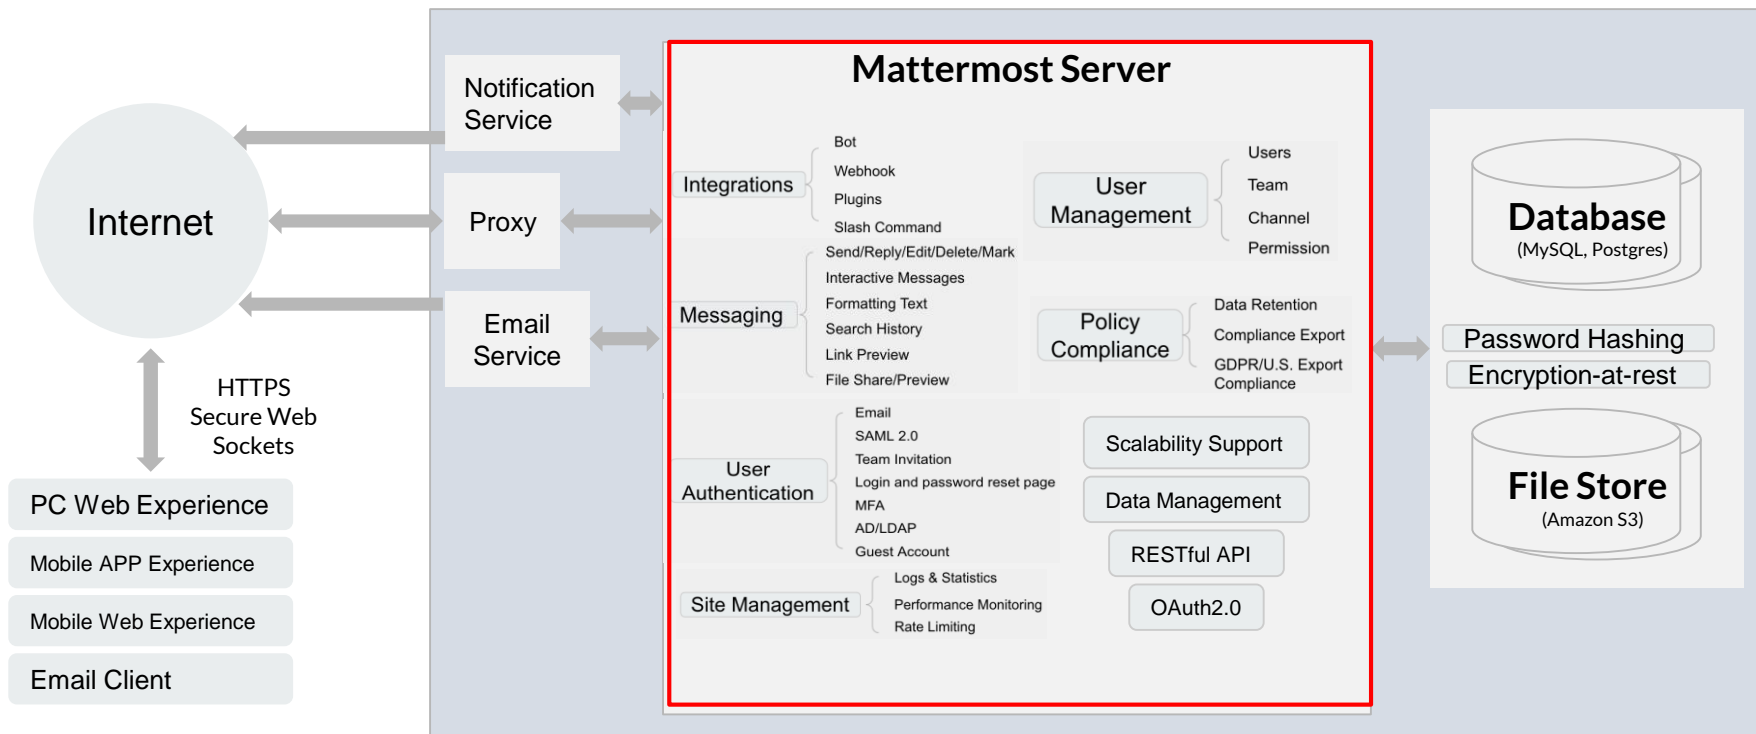 Mattermost Server
Notification
Service
Internet
Proxy
Email
Service
HTTPS
Secure Web
Sockets
PC Web Experience
Mobile APP Experience
Mobile Web Experience
Email Client
Integrations
Bot
Webhook
Plugins
Slash Command
Messaging
Send/Reply/Edit/Delete/Mark
Interactive Messages
Formatting Text
Search History
Link Preview
File Share/Preview
User
Authentication
Email
SAML 2.0
Team Invitation
Login and password reset page
MFA
AD/LDAP
Guest Account
Site Management
Logs & Statistics
Performance Monitoring
Rate Limiting
User
Management
Users
Team
Channel
Permission
Policy
Compliance
Data Retention
Compliance Export
GDPR/U.S. Export
Compliance
Scalability Support
Data Management
RESTful API
OAuth2.0
Database
(MySQL, Postgres)
Password Hashing
Encryption-at-rest
File Store
(Amazon S3)